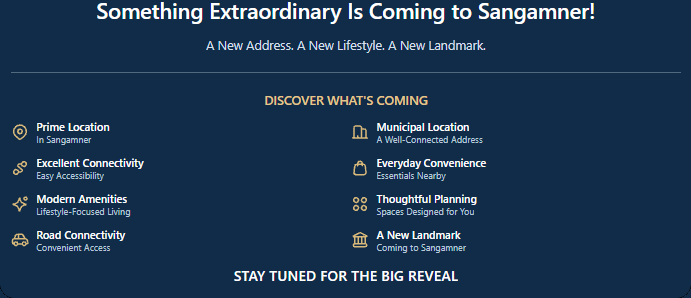 Something Extraordinary Is Coming to Sangamner!
A New Address. A New Lifestyle. A New Landmark.
DISCOVER WHAT'S COMING
Prime Location
In Sangamner
Municipal Location
A Well-Connected Address
Excellent Connectivity
Easy Accessibility
Everyday Convenience
Essentials Nearby
Modern Amenities
Lifestyle-Focused Living
Thoughtful Planning
Spaces Designed for You
Road Connectivity
Convenient Access
A New Landmark
Coming to Sangamner
STAY TUNED FOR THE BIG REVEAL